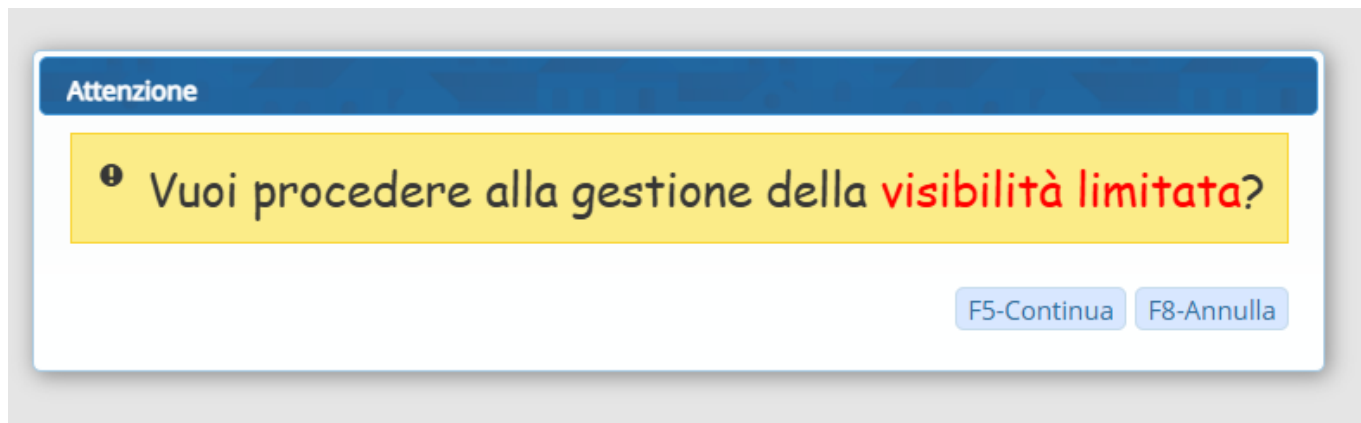 Attenzione
Vuoi procedere alla gestione della visibilità limitata?
F5-Continua F8-Annulla